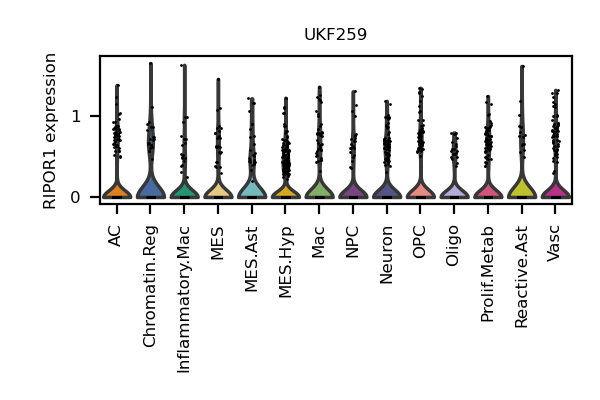 UKF259
RIPOR1 expression
1
0
AC
Chromatin.Reg
Inflammatory.Mac
MES
MES.Ast
MES.Hyp
Mac
NPC
Neuron
OPC
Oligo
Prolif.Metab
Reactive.Ast
Vasc